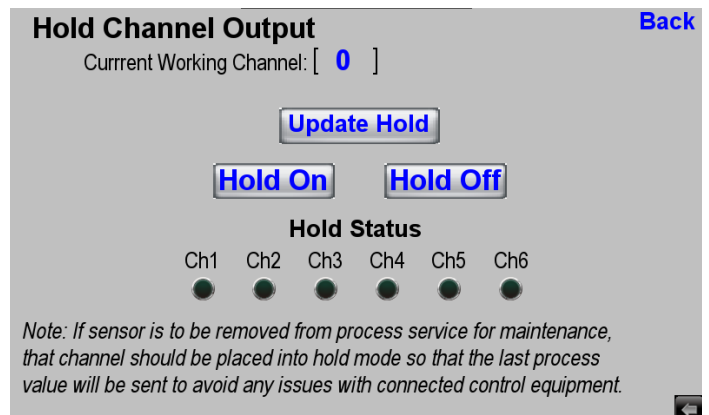 Hold Channel Output
Back
Currrent Working Channel: [ 0 ]
Update Hold
Hold On Hold Off
Hold Status
Ch1 Ch2 Ch3 Ch4 Ch5 Ch6
Note: If sensor is to be removed from process service for maintenance,
that channel should be placed into hold mode so that the last process
value will be sent to avoid any issues with connected control equipment.